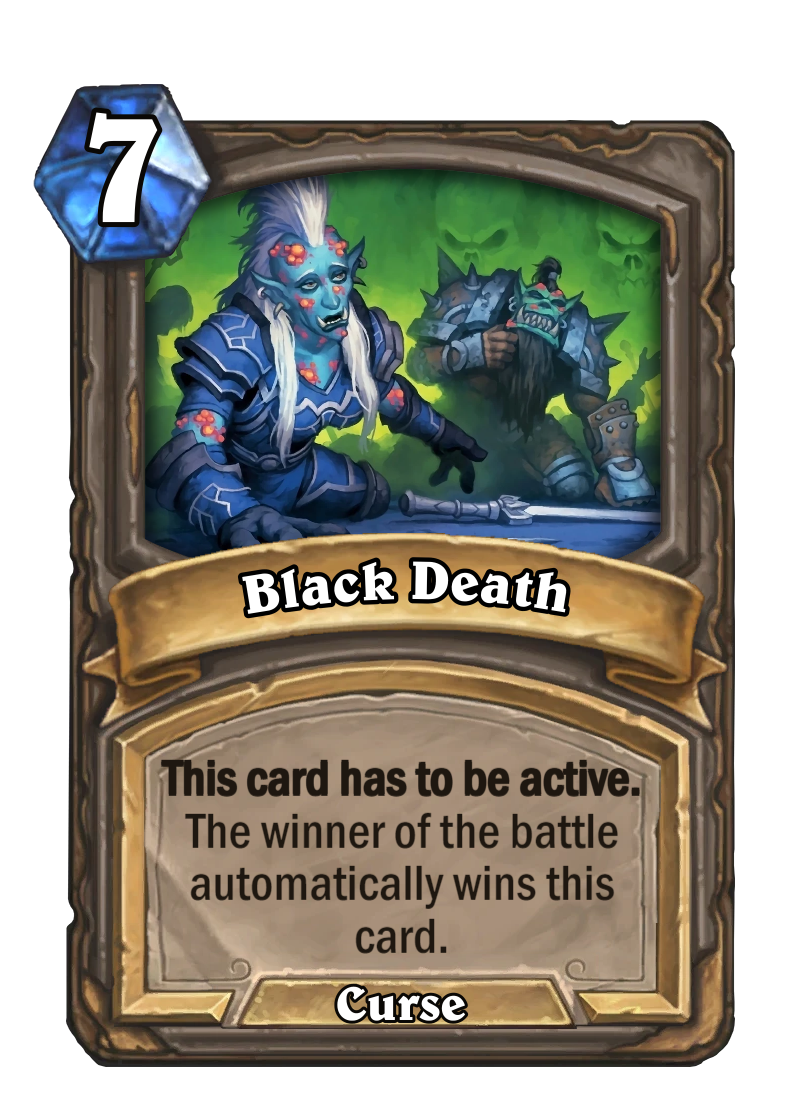 7
Black Death
This card has to be active.
The winner of the battle
automatically wins this
card.
Curse